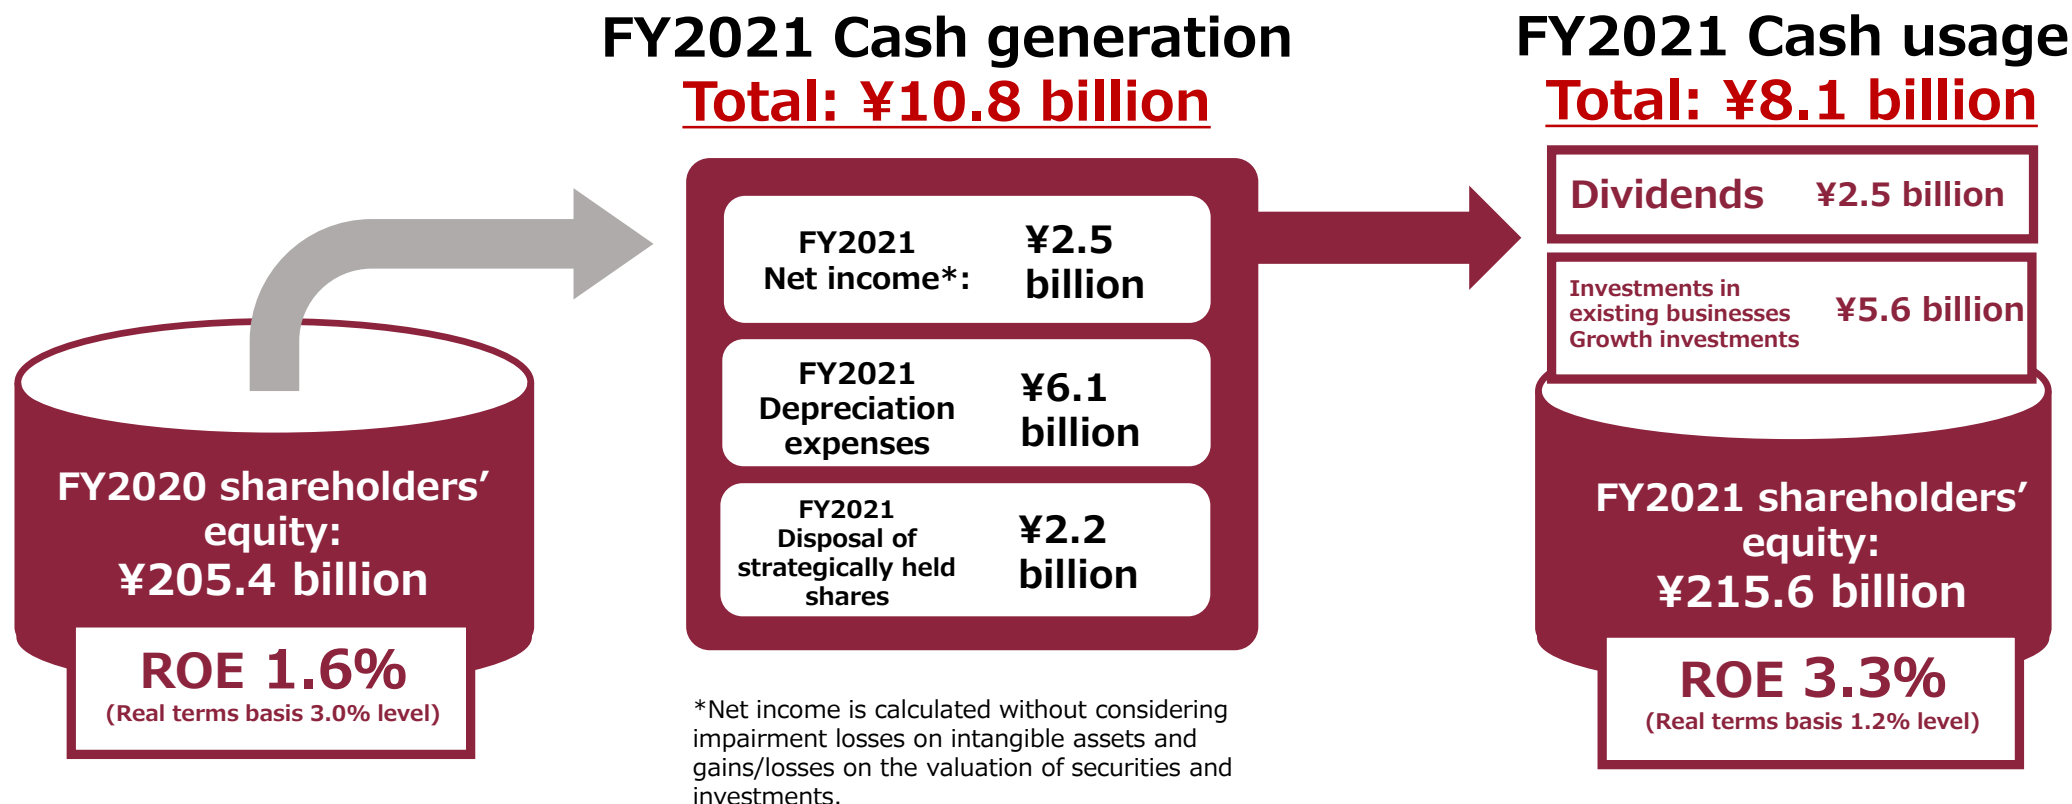 FY2021 Cash generation
Total: ¥10.8 billion
FY2021 Cash usage
Total: ¥8.1 billion
FY2020 shareholders’
equity:
¥205.4 billion
ROE 1.6%
(Real terms basis 3.0% level)
FY2021
Net income*:
¥2.5
billion
FY2021
Depreciation
expenses
¥6.1
billion
FY2021
Disposal of
strategically held
shares
¥2.2
billion
*Net income is calculated without considering
impairment losses on intangible assets and
gains/losses on the valuation of securities and
investments.
Dividends ¥2.5 billion
Investments in
existing businesses
Growth investments
¥5.6 billion
FY2021 shareholders’
equity:
¥215.6 billion
ROE 3.3%
(Real terms basis 1.2% level)